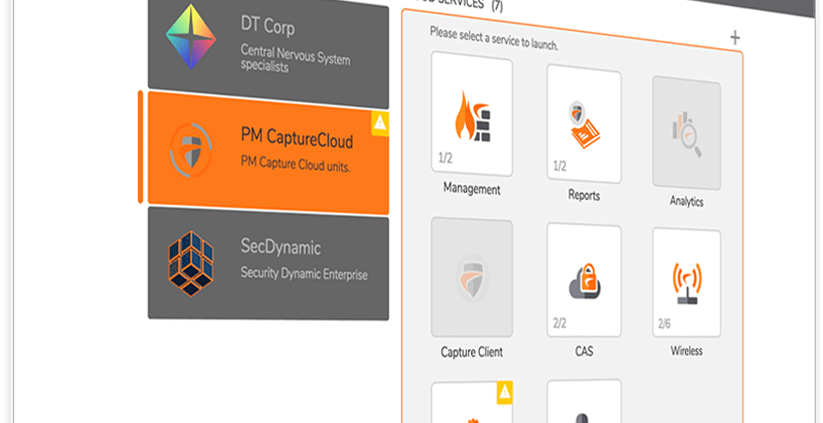 DT Corp
Central Nervous System
specialists
PM CaptureCloud
PM Capture Cloud units.
SecDynamic
Security Dynamic Enterprise
SERVICES (7)
Please select a service to launch.
1/2
Management
1/2
Reports
Analytics
Capture Client
2/2
CAS
2/6
Wireless